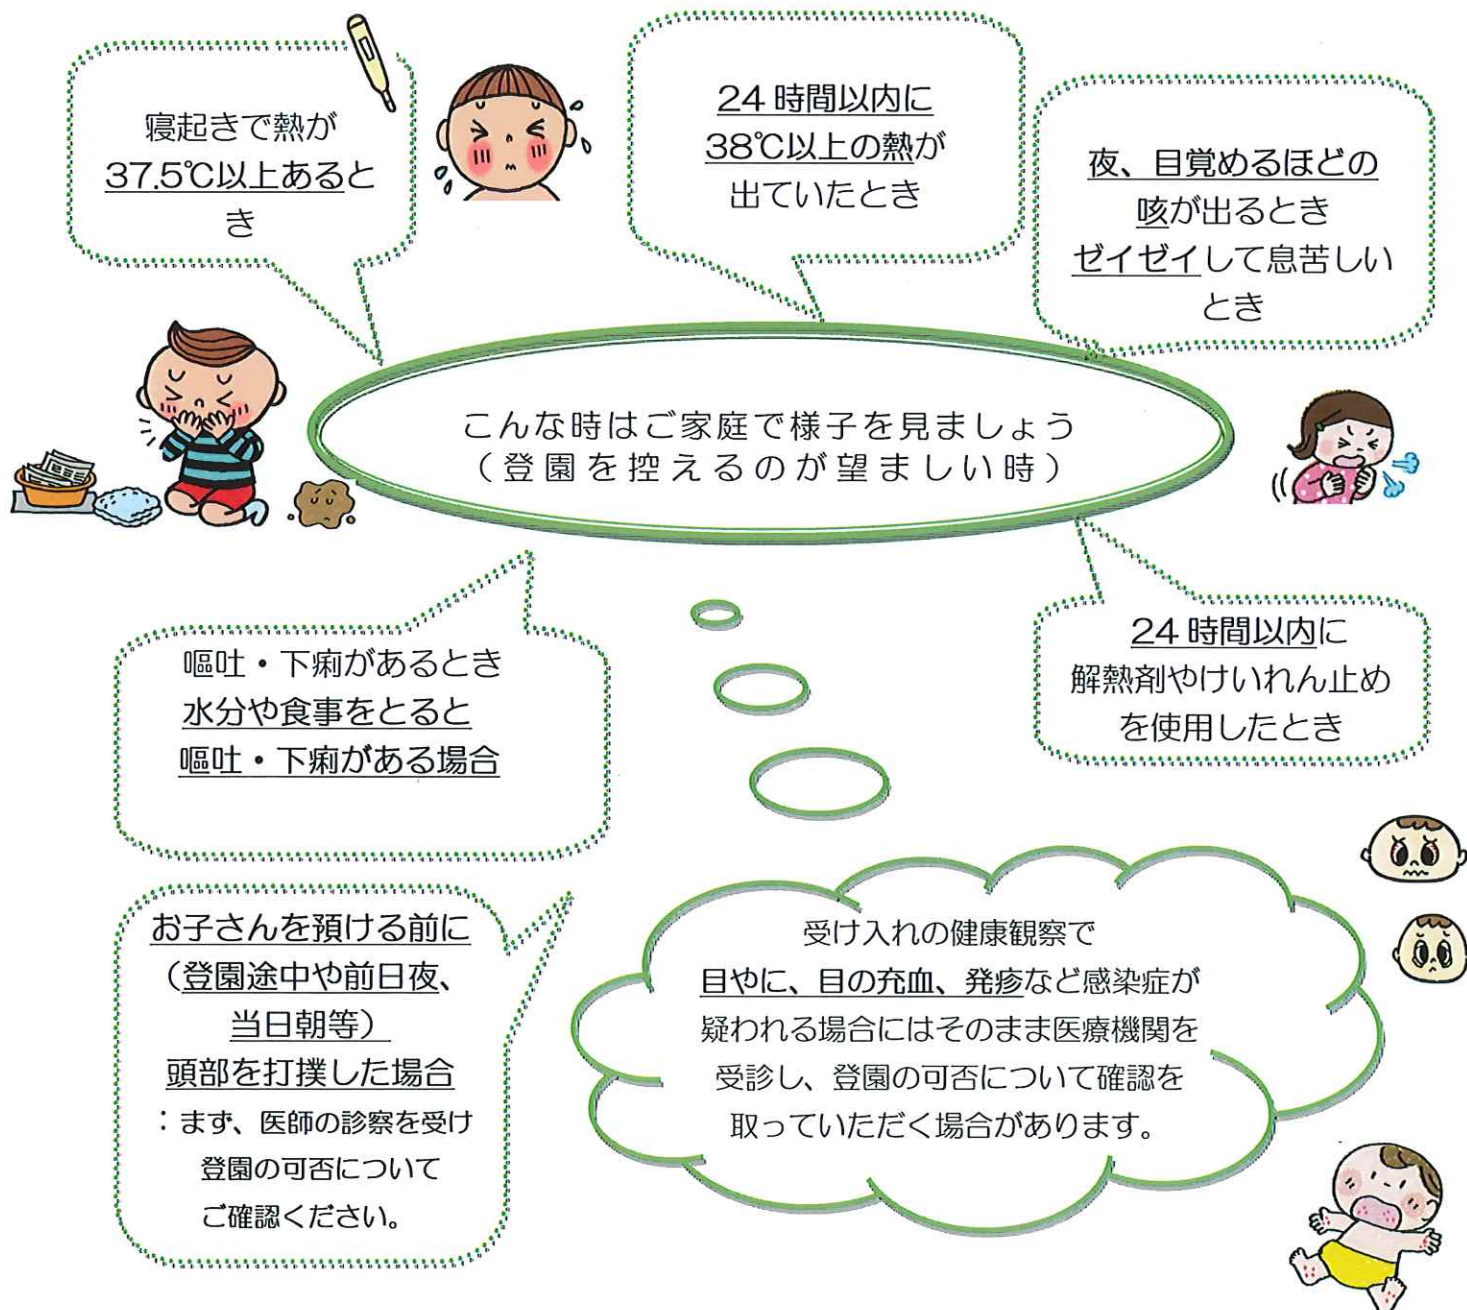 寝起きで熱が
37.5℃以上あると
き
24時間以内に
38℃以上の熱が
出ていたとき
夜、目覚めるほどの
咳が出るとき
ゼイゼイして息苦しい
とき
こんな時はご家庭で様子を見ましょう
（登園を控えるのが望ましい時）
嘔吐・下痢があるとき
水分や食事をとると
嘔吐・下痢がある場合
24時間以内に
解熱剤やけいれん止め
を使用したとき
お子さんを預ける前に
（登園途中や前日夜、
当日朝等）
頭部を打撲した場合
：まず、医師の診察を受け
登園の可否について
ご確認ください。
受け入れの健康観察で
目やに、目の充血、発疹など感染症が
疑われる場合にはそのまま医療機関を
受診し、登園の可否について確認を
取っていただく場合があります。